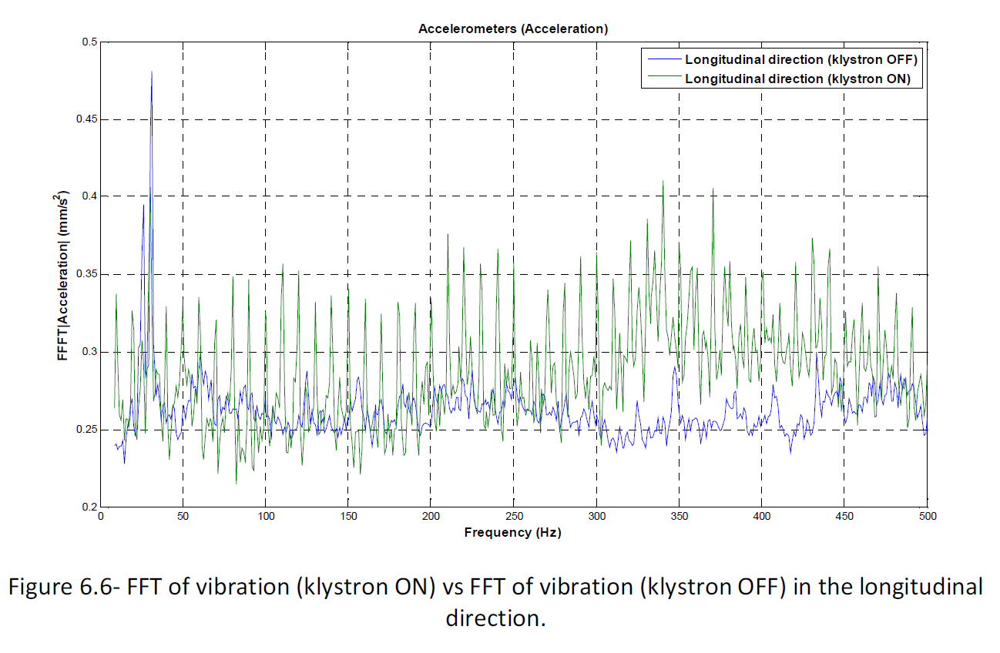 Accelerometers (Acceleration)
Longitudinal direction (klystron OFF)
Longitudinal direction (klystron ON)
FFFT|Acceleration| (mm/s²)
0.5
0.45
0.4
0.35
0.3
0.25
0.2
0 50 100 150 200 250 300 350 400 450 500
Frequency (Hz)
Figure 6.6- FFT of vibration (klystron ON) vs FFT of vibration (klystron OFF) in the longitudinal
direction.